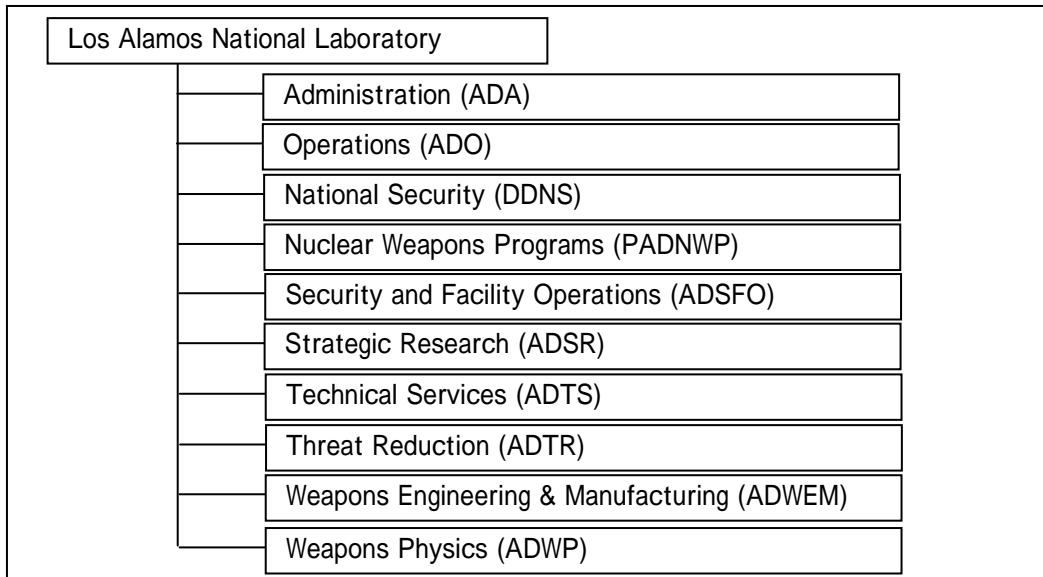 Los Alamos National Laboratory
Administration (ADA)
Operations (ADO)
National Security (DDNS)
Nuclear Weapons Programs (PADNWP)
Security and Facility Operations (ADSFO)
Strategic Research (ADSR)
Technical Services (ADTS)
Threat Reduction (ADTR)
Weapons Engineering & Manufacturing (ADWEM)
Weapons Physics (ADWP)